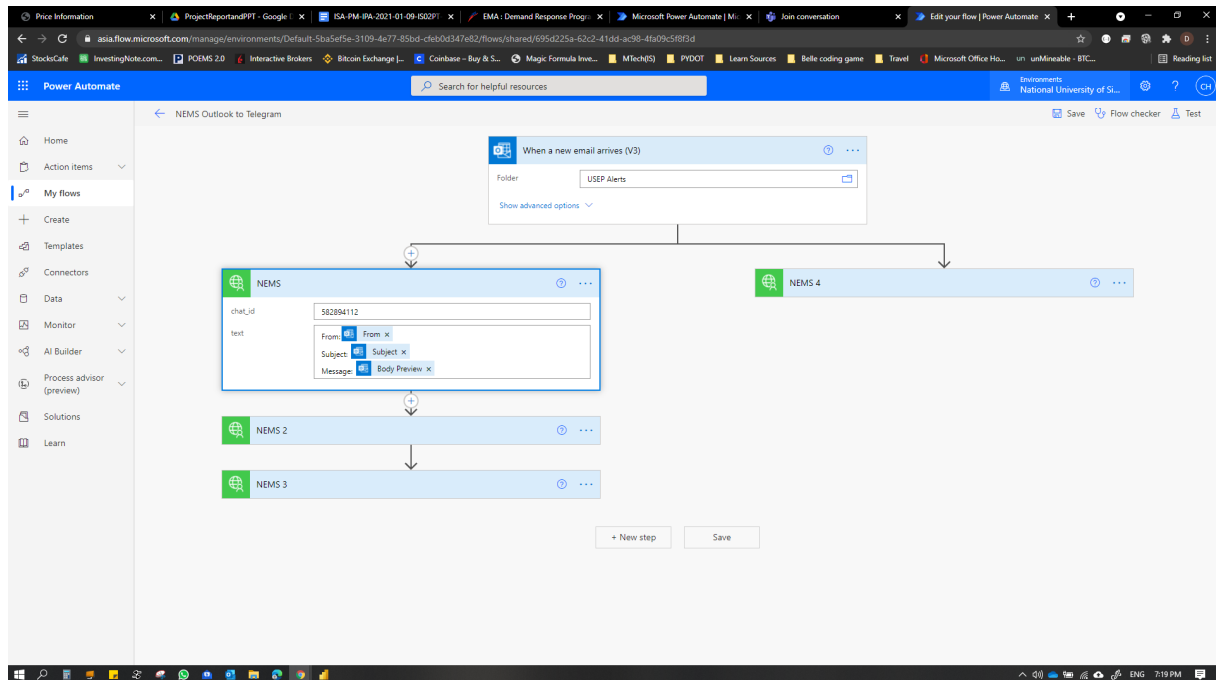 Price Information
ProjectReportandPPT - Google D
ISA-PM-IPA-2021-01-09-IS02PT
EMA : Demand Response Progra
Microsoft Power Automate | Mic
Join conversation
Edit your flow | Power Automate
asia.flow.microsoft.com/manage/environments/Default-5ba5ef5e-3109-4e77-85bd-cfeb0d347e82/flows/shared/695d225a-62c2-41dd-ac98-4fa09c5f8f3d
StocksCafe
InvestingNote.com...
POEMS 2.0
Interactive Brokers
Bitcoin Exchange |...
Coinbase – Buy & S...
Magic Formula Inve...
MTech(IS)
PYDOT
Learn Sources
Belle coding game
Travel
Microsoft Office Ho...
un unMineable - BTC...
Reading list
Power Automate
Search for helpful resources
Environments
National University of Si...
CH
NEMS Outlook to Telegram
Save
Flow checker
Test
Home
Action items
My flows
Create
Templates
Connectors
Data
Monitor
AI Builder
Process advisor
(preview)
Solutions
Learn
When a new email arrives (V3)
Folder
USEP Alerts
Show advanced options
NEMS
chat_id
582894112
text
From: From ×
Subject: Subject ×
Message: Body Preview ×
NEMS 4
NEMS 2
NEMS 3
+ New step
Save
ENG
7:19 PM